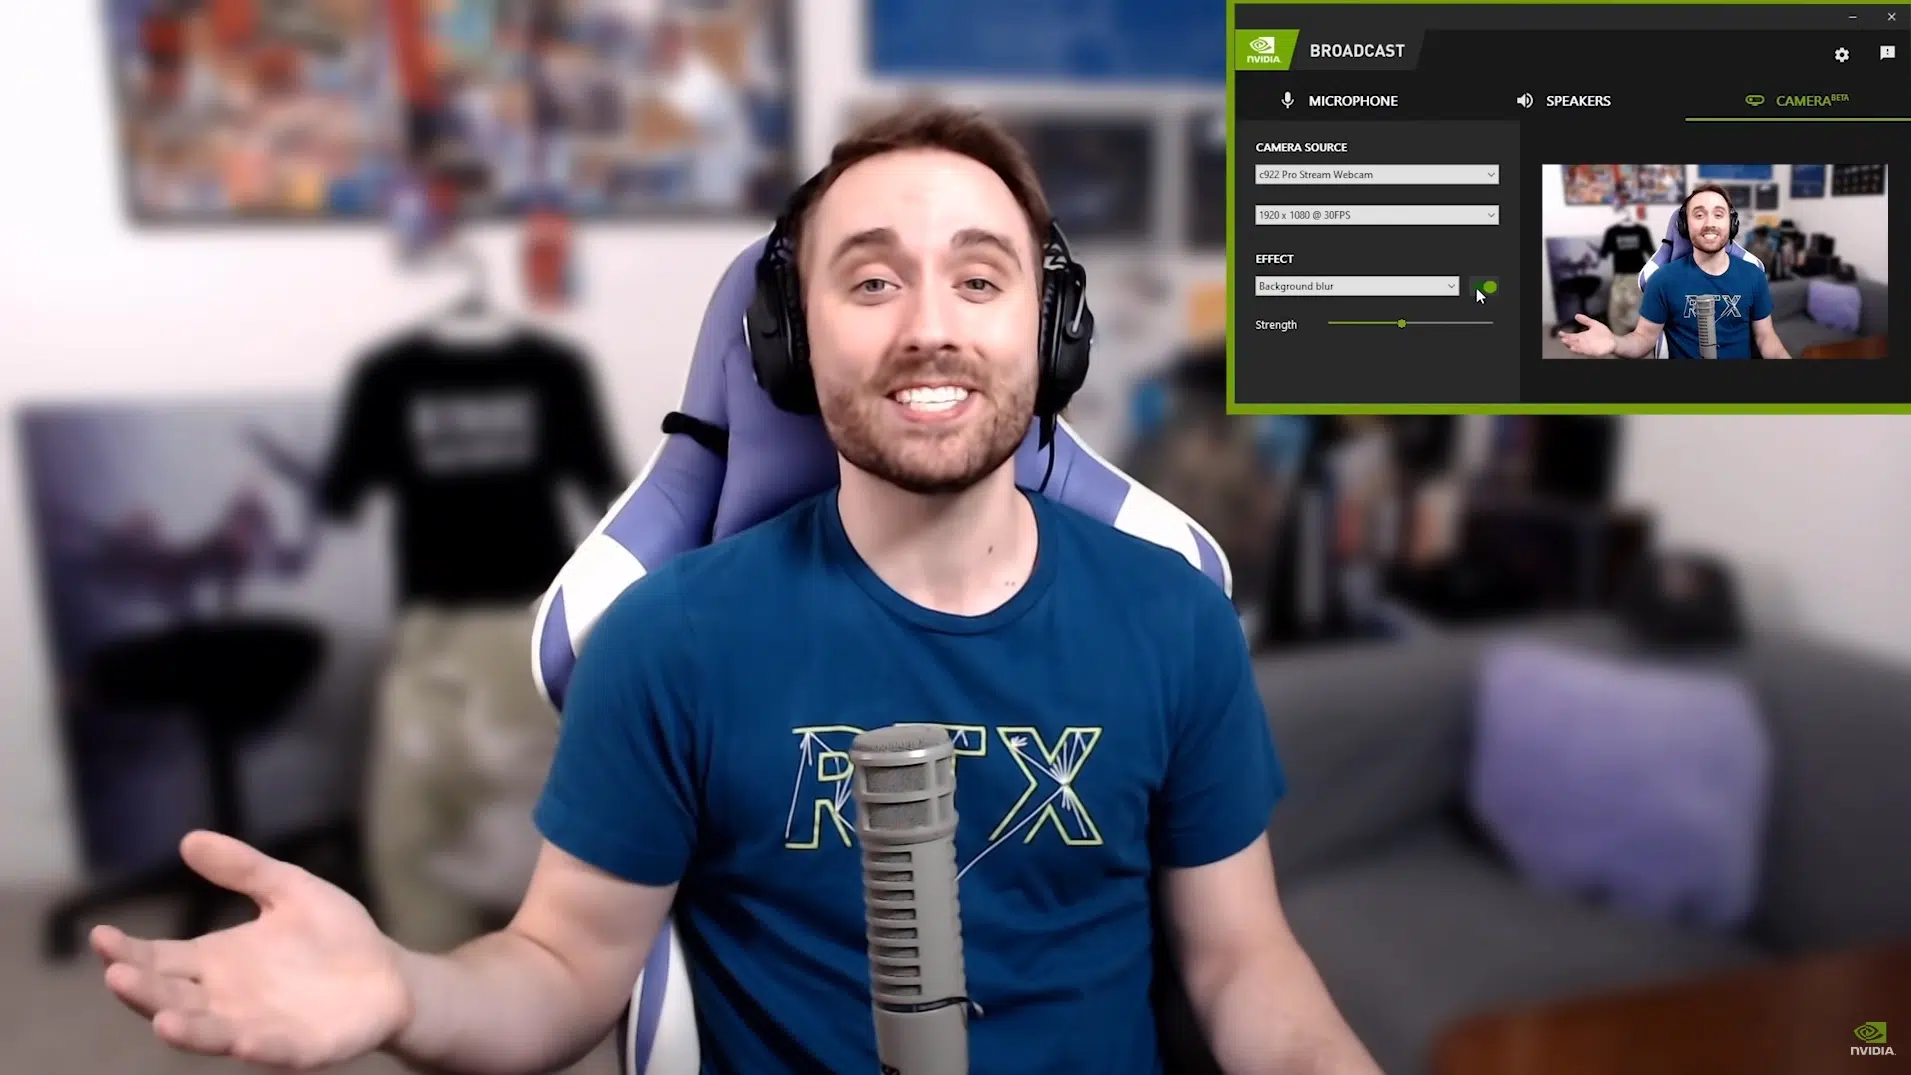 NVIDIA.
BROADCAST
MICROPHONE
SPEAKERS
CAMERA BETA
CAMERA SOURCE
c922 Pro Stream Webcam
1920 x 1080 @ 30FPS
EFFECT
Background blur
Strength
RTX
RTX
NVIDIA.